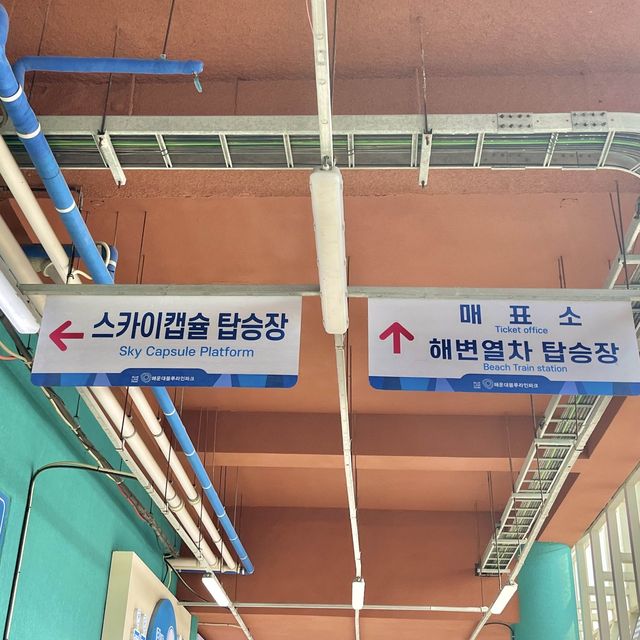 스카이캡슐 탑승장
Sky Capsule Platform
해운대블루라인파크
매 표 소
Ticket office
해변열차 탑승장
Beach Train station
해운대블루라인파크